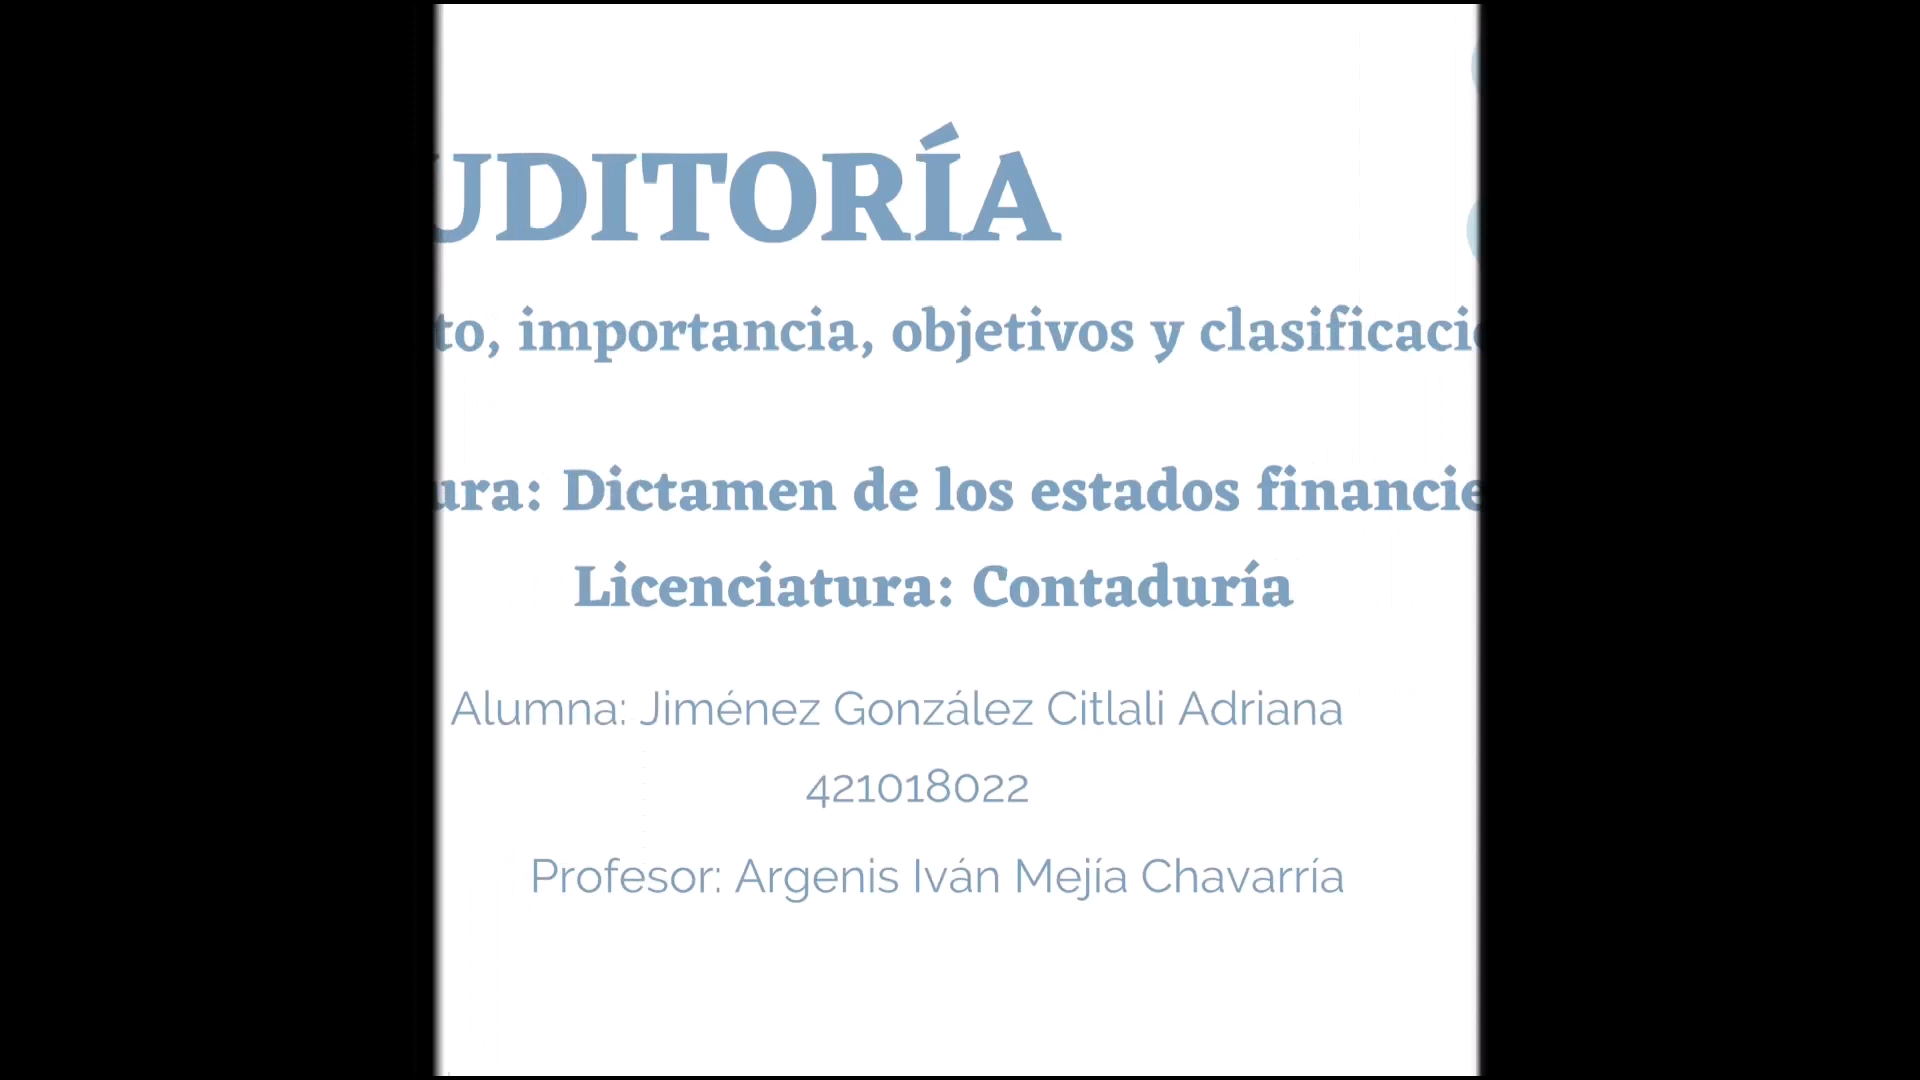 UDITORÍA
to, importancia, objetivos y clasificaci
ura: Dictamen de los estados financie
Licenciatura: Contaduría
Alumna: Jiménez González Citlali Adriana
421018022
Profesor: Argenis Iván Mejía Chavarría